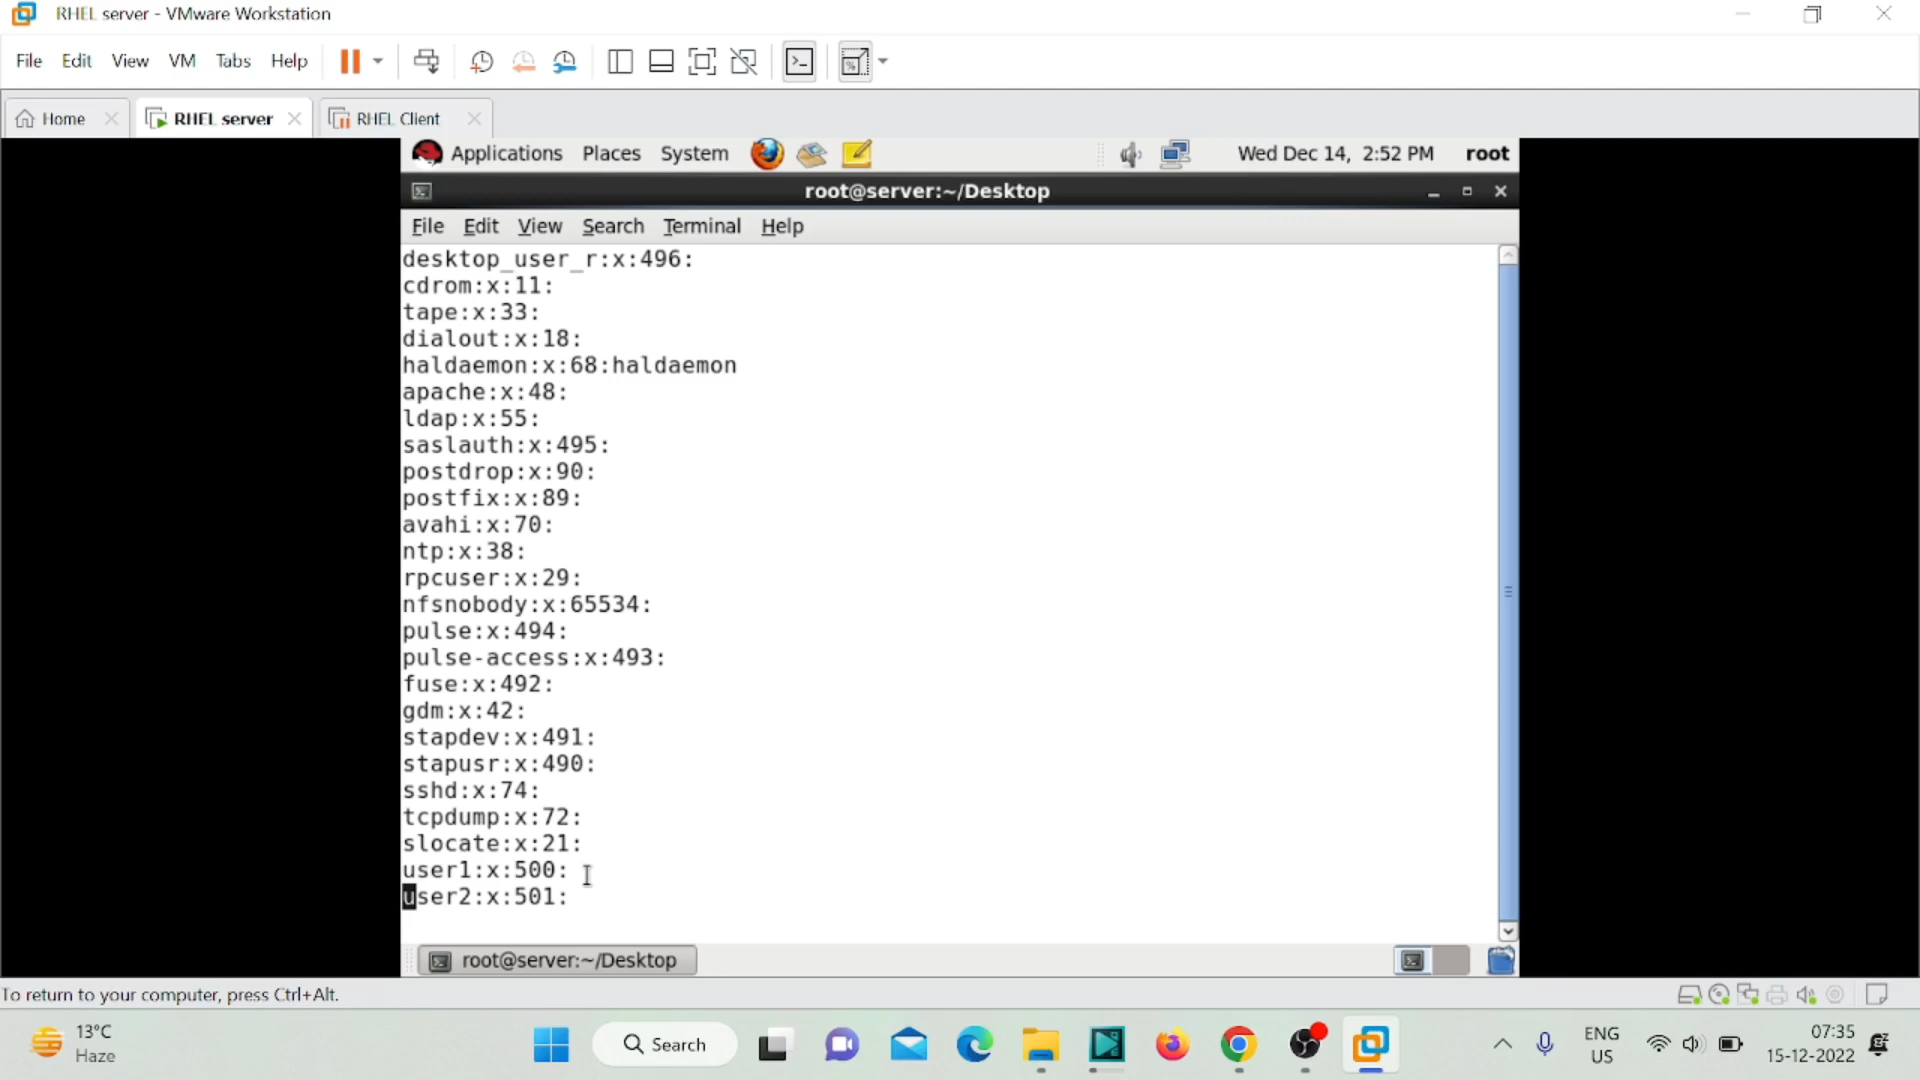 RHEL server - VMware Workstation
File Edit View VM Tabs Help
Home RHEL server RHEL Client
Applications Places System Wed Dec 14, 2:52 PM root
root@server:~/Desktop
File Edit View Search Terminal Help
desktop_user_r:x:496:
cdrom:x:11:
tape:x:33:
dialout:x:18:
haldaemon:x:68:haldaemon
apache:x:48:
ldap:x:55:
saslauth:x:495:
postdrop:x:90:
postfix:x:89:
avahi:x:70:
ntp:x:38:
rpcuser:x:29:
nfsnobody:x:65534:
pulse:x:494:
pulse-access:x:493:
fuse:x:492:
gdm:x:42:
stapdev:x:491:
stapusr:x:490:
sshd:x:74:
tcpdump:x:72:
slocate:x:21:
user1:x:500:
user2:x:501:
root@server:~/Desktop
To return to your computer, press Ctrl+Alt.
13°C
Haze
Search
ENG
US
07:35
15-12-2022